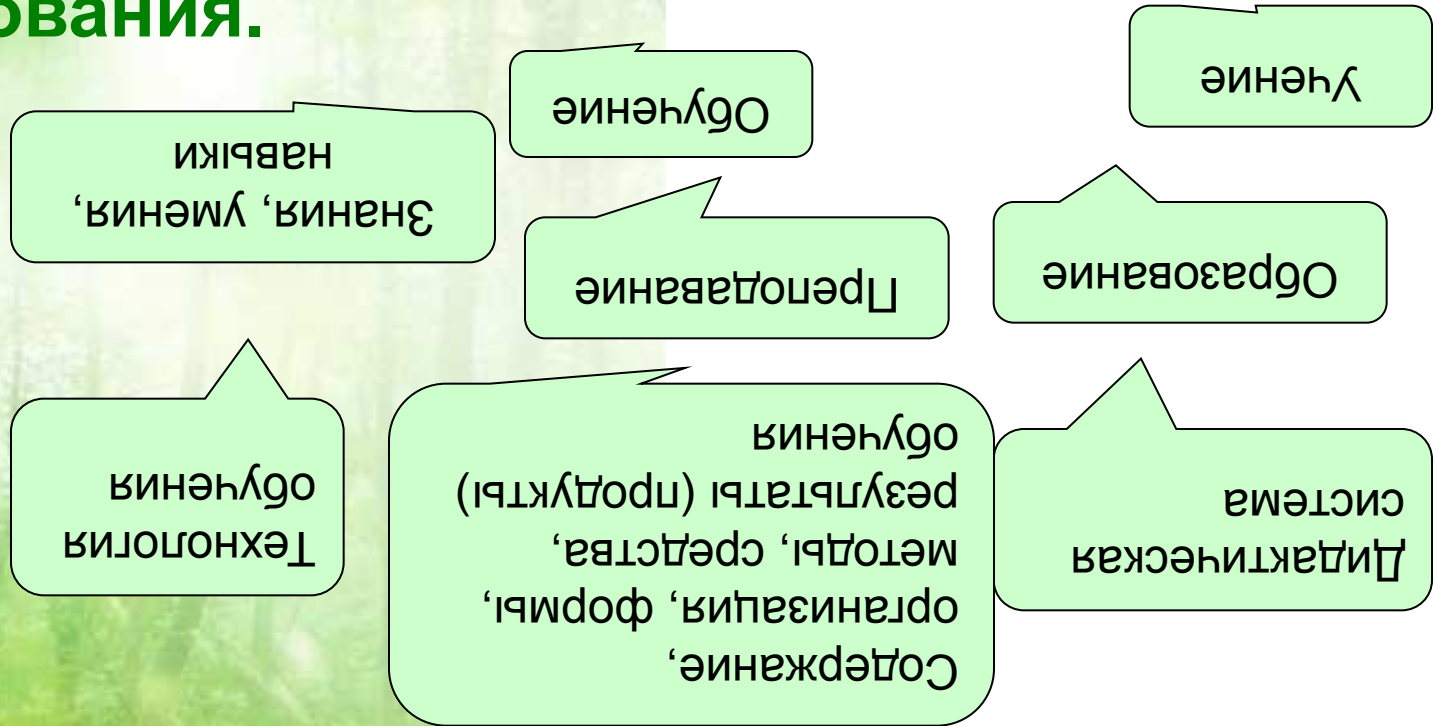 ования.
Обучение
Учение
Знания, умения,
навыки
Преподавание
Образование
Технология
обучения
Содержание,
организация, формы,
методы, средства,
результаты (продукты)
обучения
Дидактическая
система